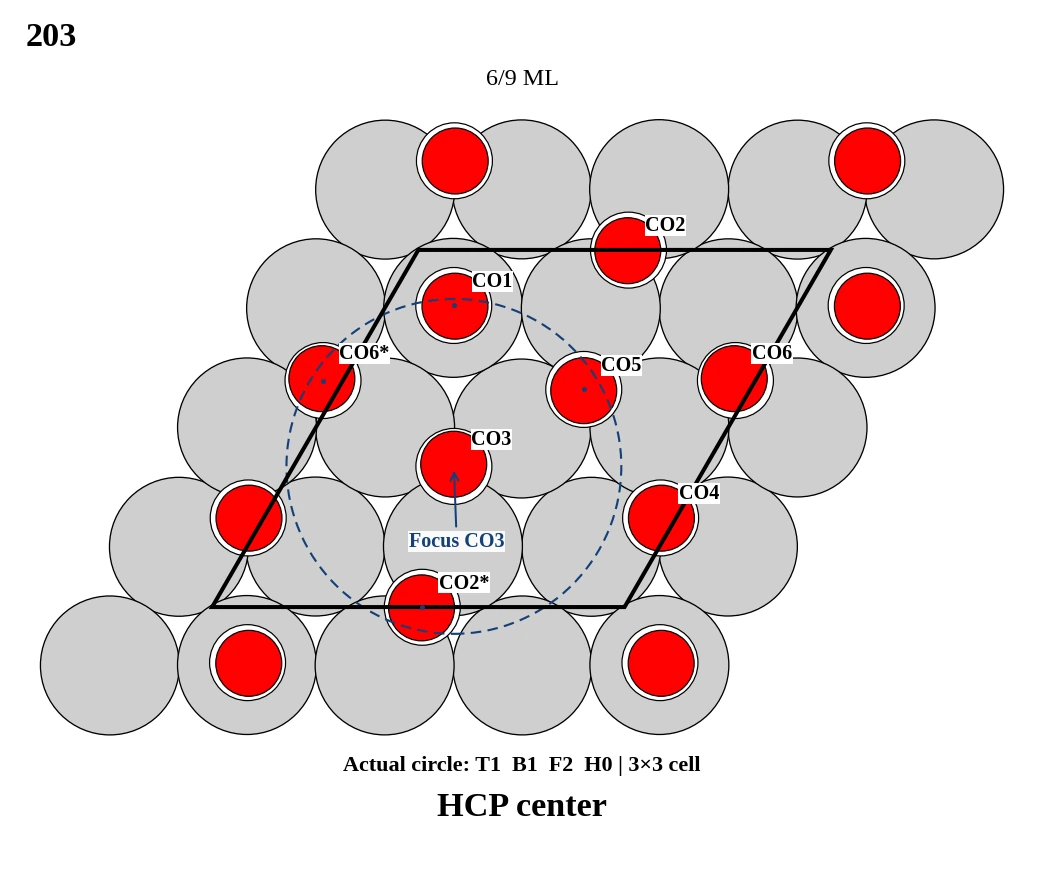 203
6/9 ML
CO2
CO1
CO6*
CO6
CO5
CO3
CO4
Focus CO3
CO2*
Actual circle: T1 B1 F2 H0 | 3×3 cell
HCP center